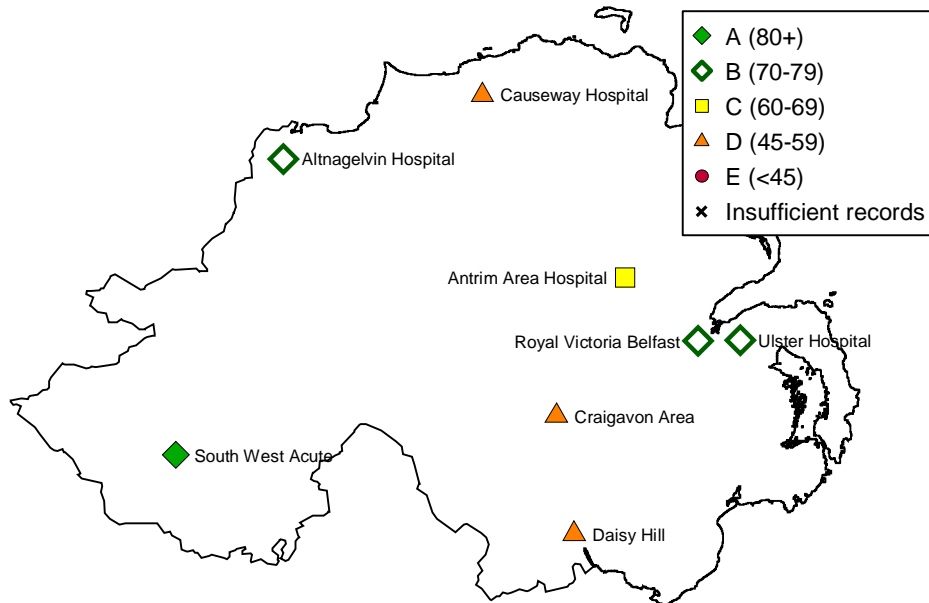 A (80+)
B (70-79)
C (60-69)
D (45-59)
E (<45)
Insufficient records
Causeway Hospital
Altnagelvin Hospital
Antrim Area Hospital
Royal Victoria Belfast
Ulster Hospital
Craigavon Area
South West Acute
Daisy Hill